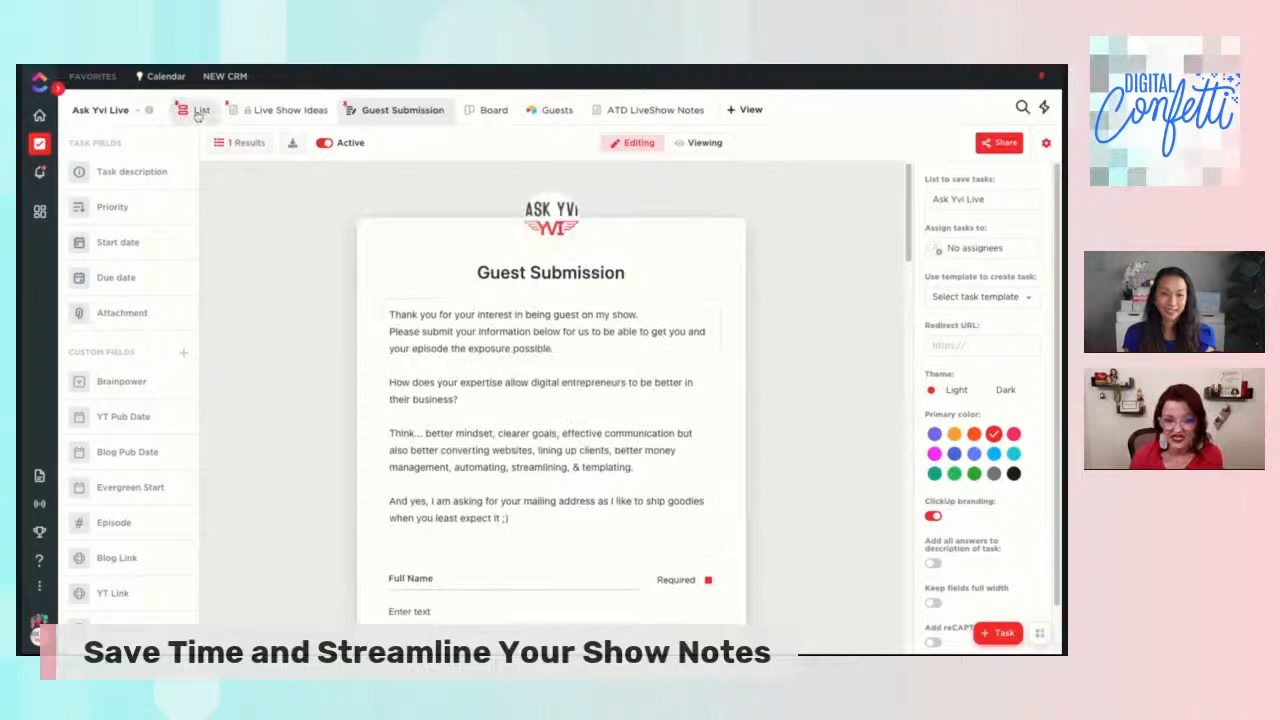 FAVORITES
Calendar
NEW CRM
Ask Yvi Live
List
Live Show Ideas
Guest Submission
Board
Guests
ATD LiveShow Notes
+ View
TASK FIELDS
1 Results
Active
Editing
Viewing
Share
Task description
Priority
Start date
Due date
Attachment
CUSTOM FIELDS
Brainpower
YT Pub Date
Blog Pub Date
Evergreen Start
Episode
Blog Link
YT Link
ASK YVI
YVI
Guest Submission
Thank you for your interest in being guest on my show.
Please submit your information below for us to be able to get you and
your episode the exposure possible.
How does your expertise allow digital entrepreneurs to be better in
their business?
Think... better mindset, clearer goals, effective communication but
also better converting websites, lining up clients, better money
management, automating, streamlining, & templating.
And yes, I am asking for your mailing address as I like to ship goodies
when you least expect it ;)
Full Name
Required
Enter text
List to save tasks:
Ask Yvi Live
Assign tasks to:
No assignees
Use template to create task:
Select task template
Redirect URL:
https://
Theme:
Light
Dark
Primary color:
ClickUp branding:
Add all answers to
description of task:
Keep fields full width
Add reCAPT
+ Task
DIGITAL
Confetti
Save Time and Streamline Your Show Notes